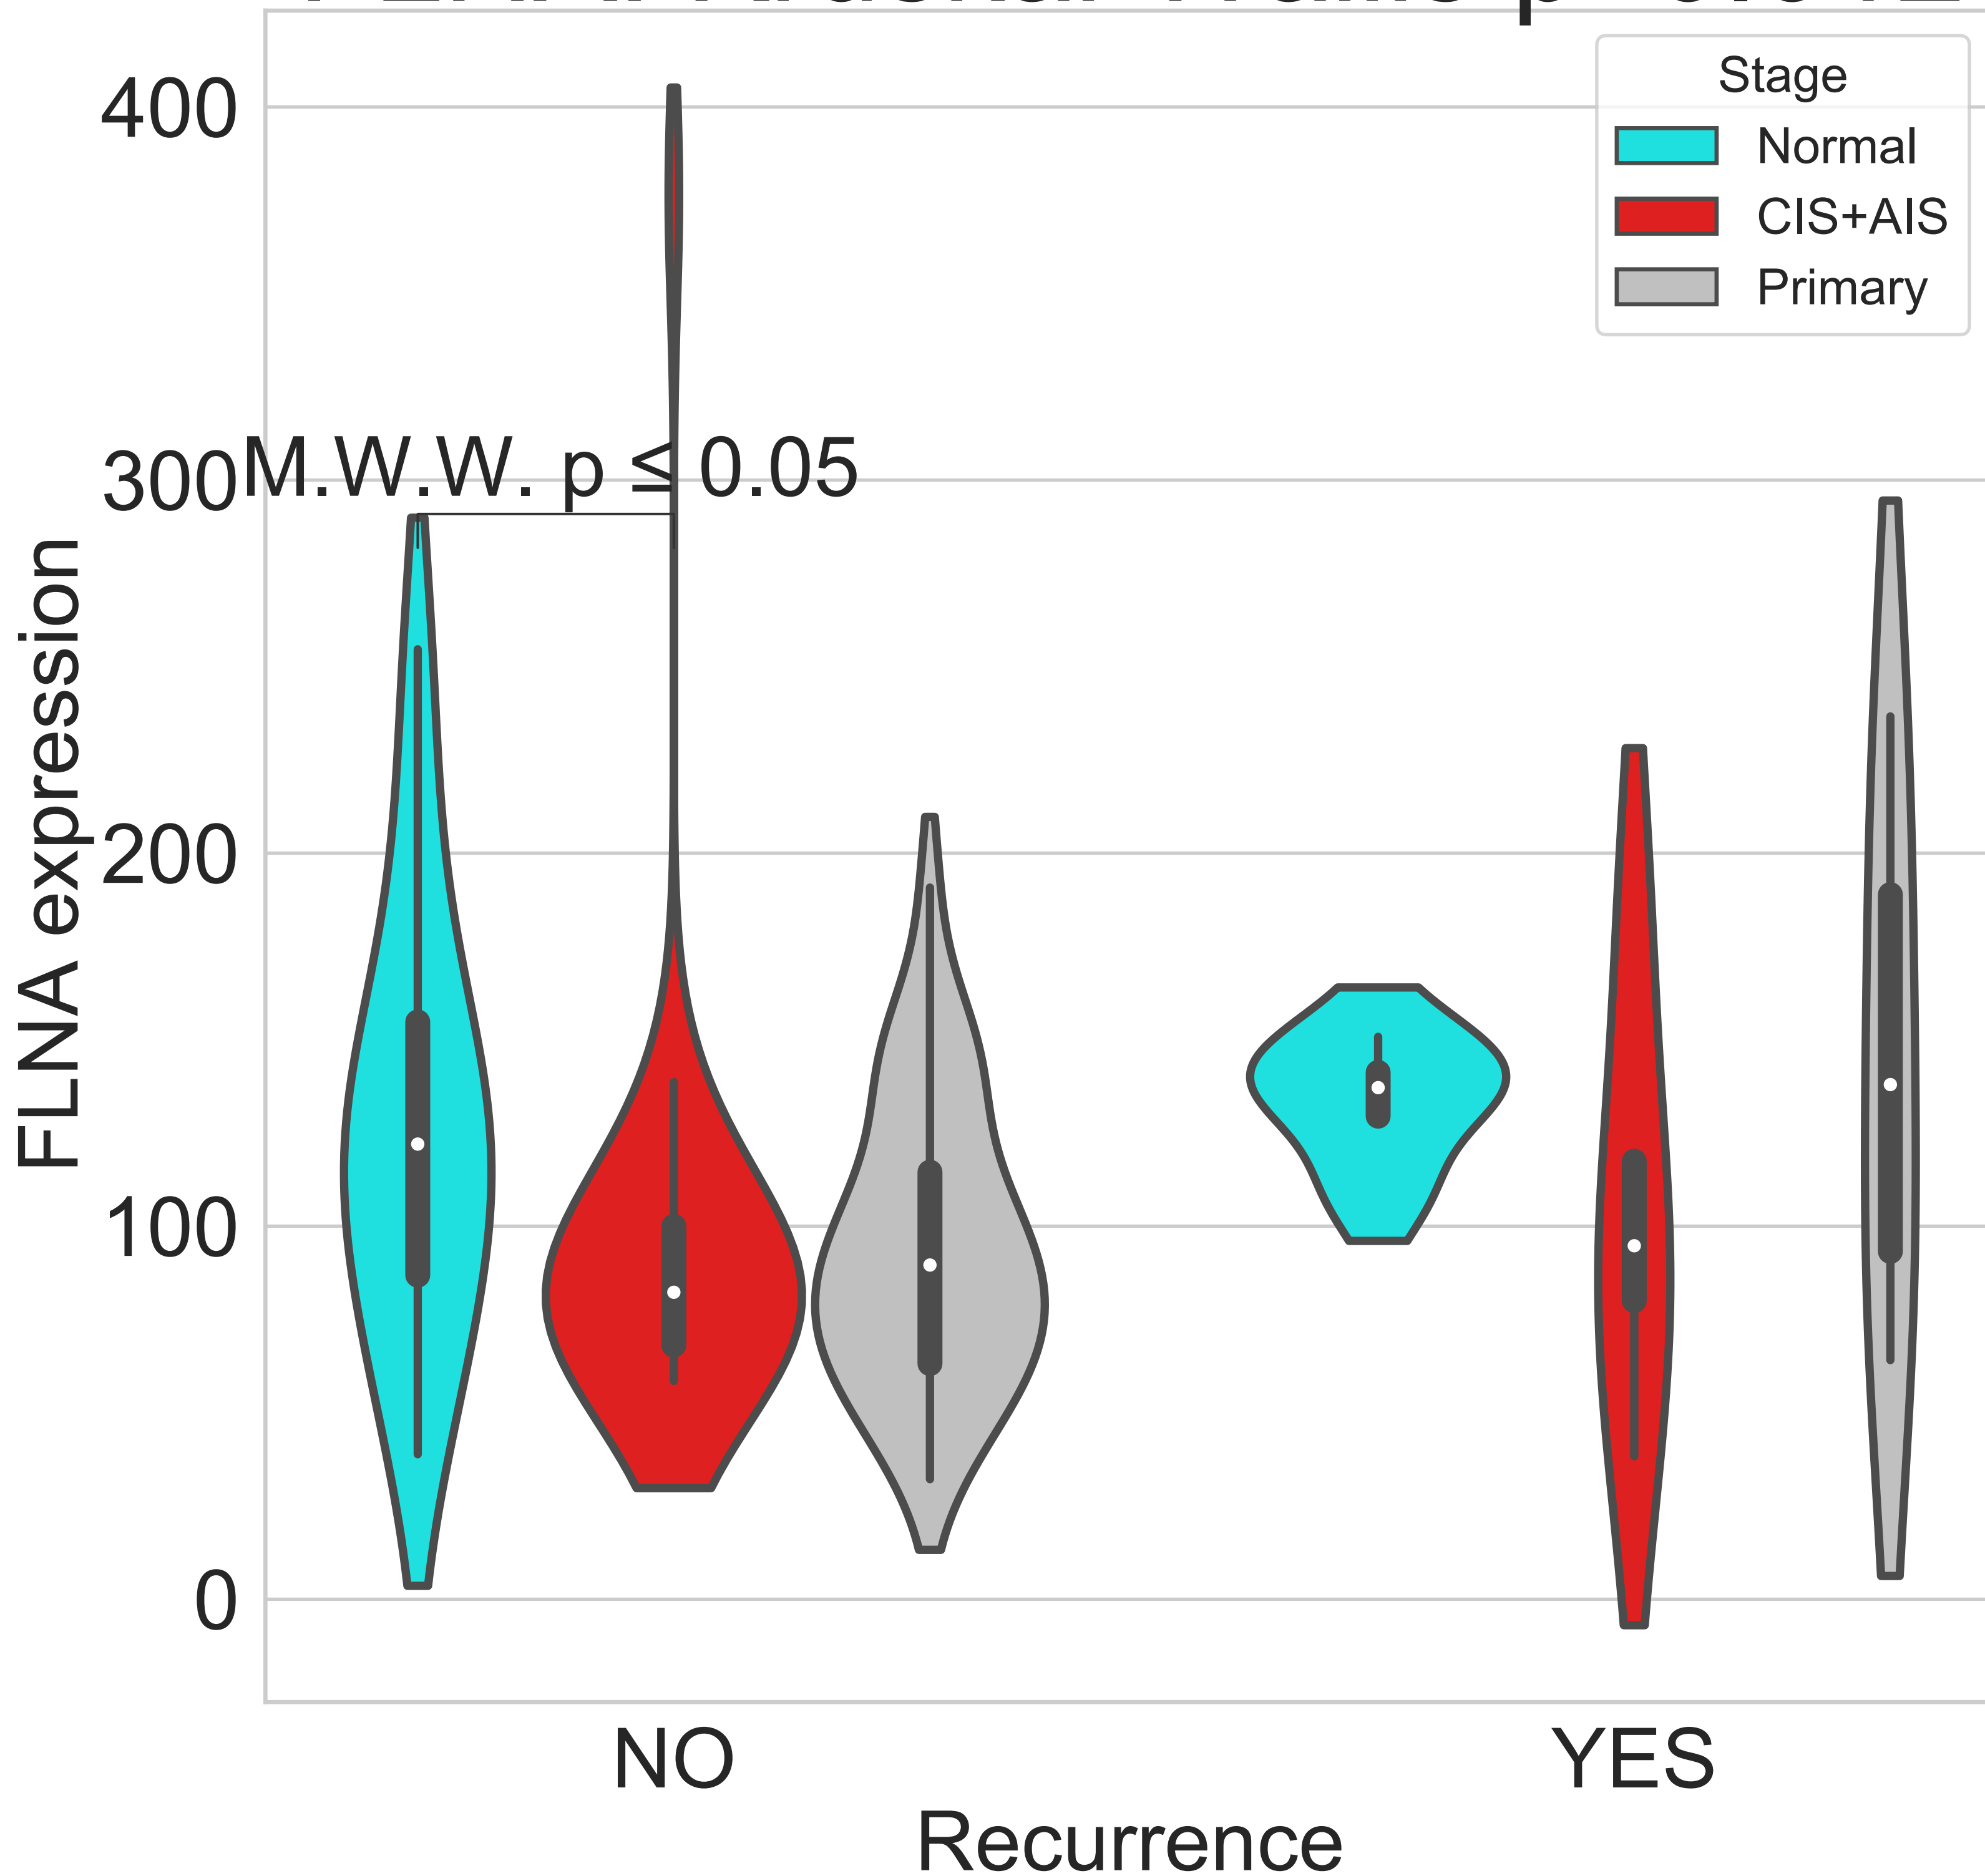 Stage
Normal
CIS+AIS
Primary
400
300
200
100
0
M.W.W. p ≤ 0.05
FLNA expression
NO
YES
Recurrence